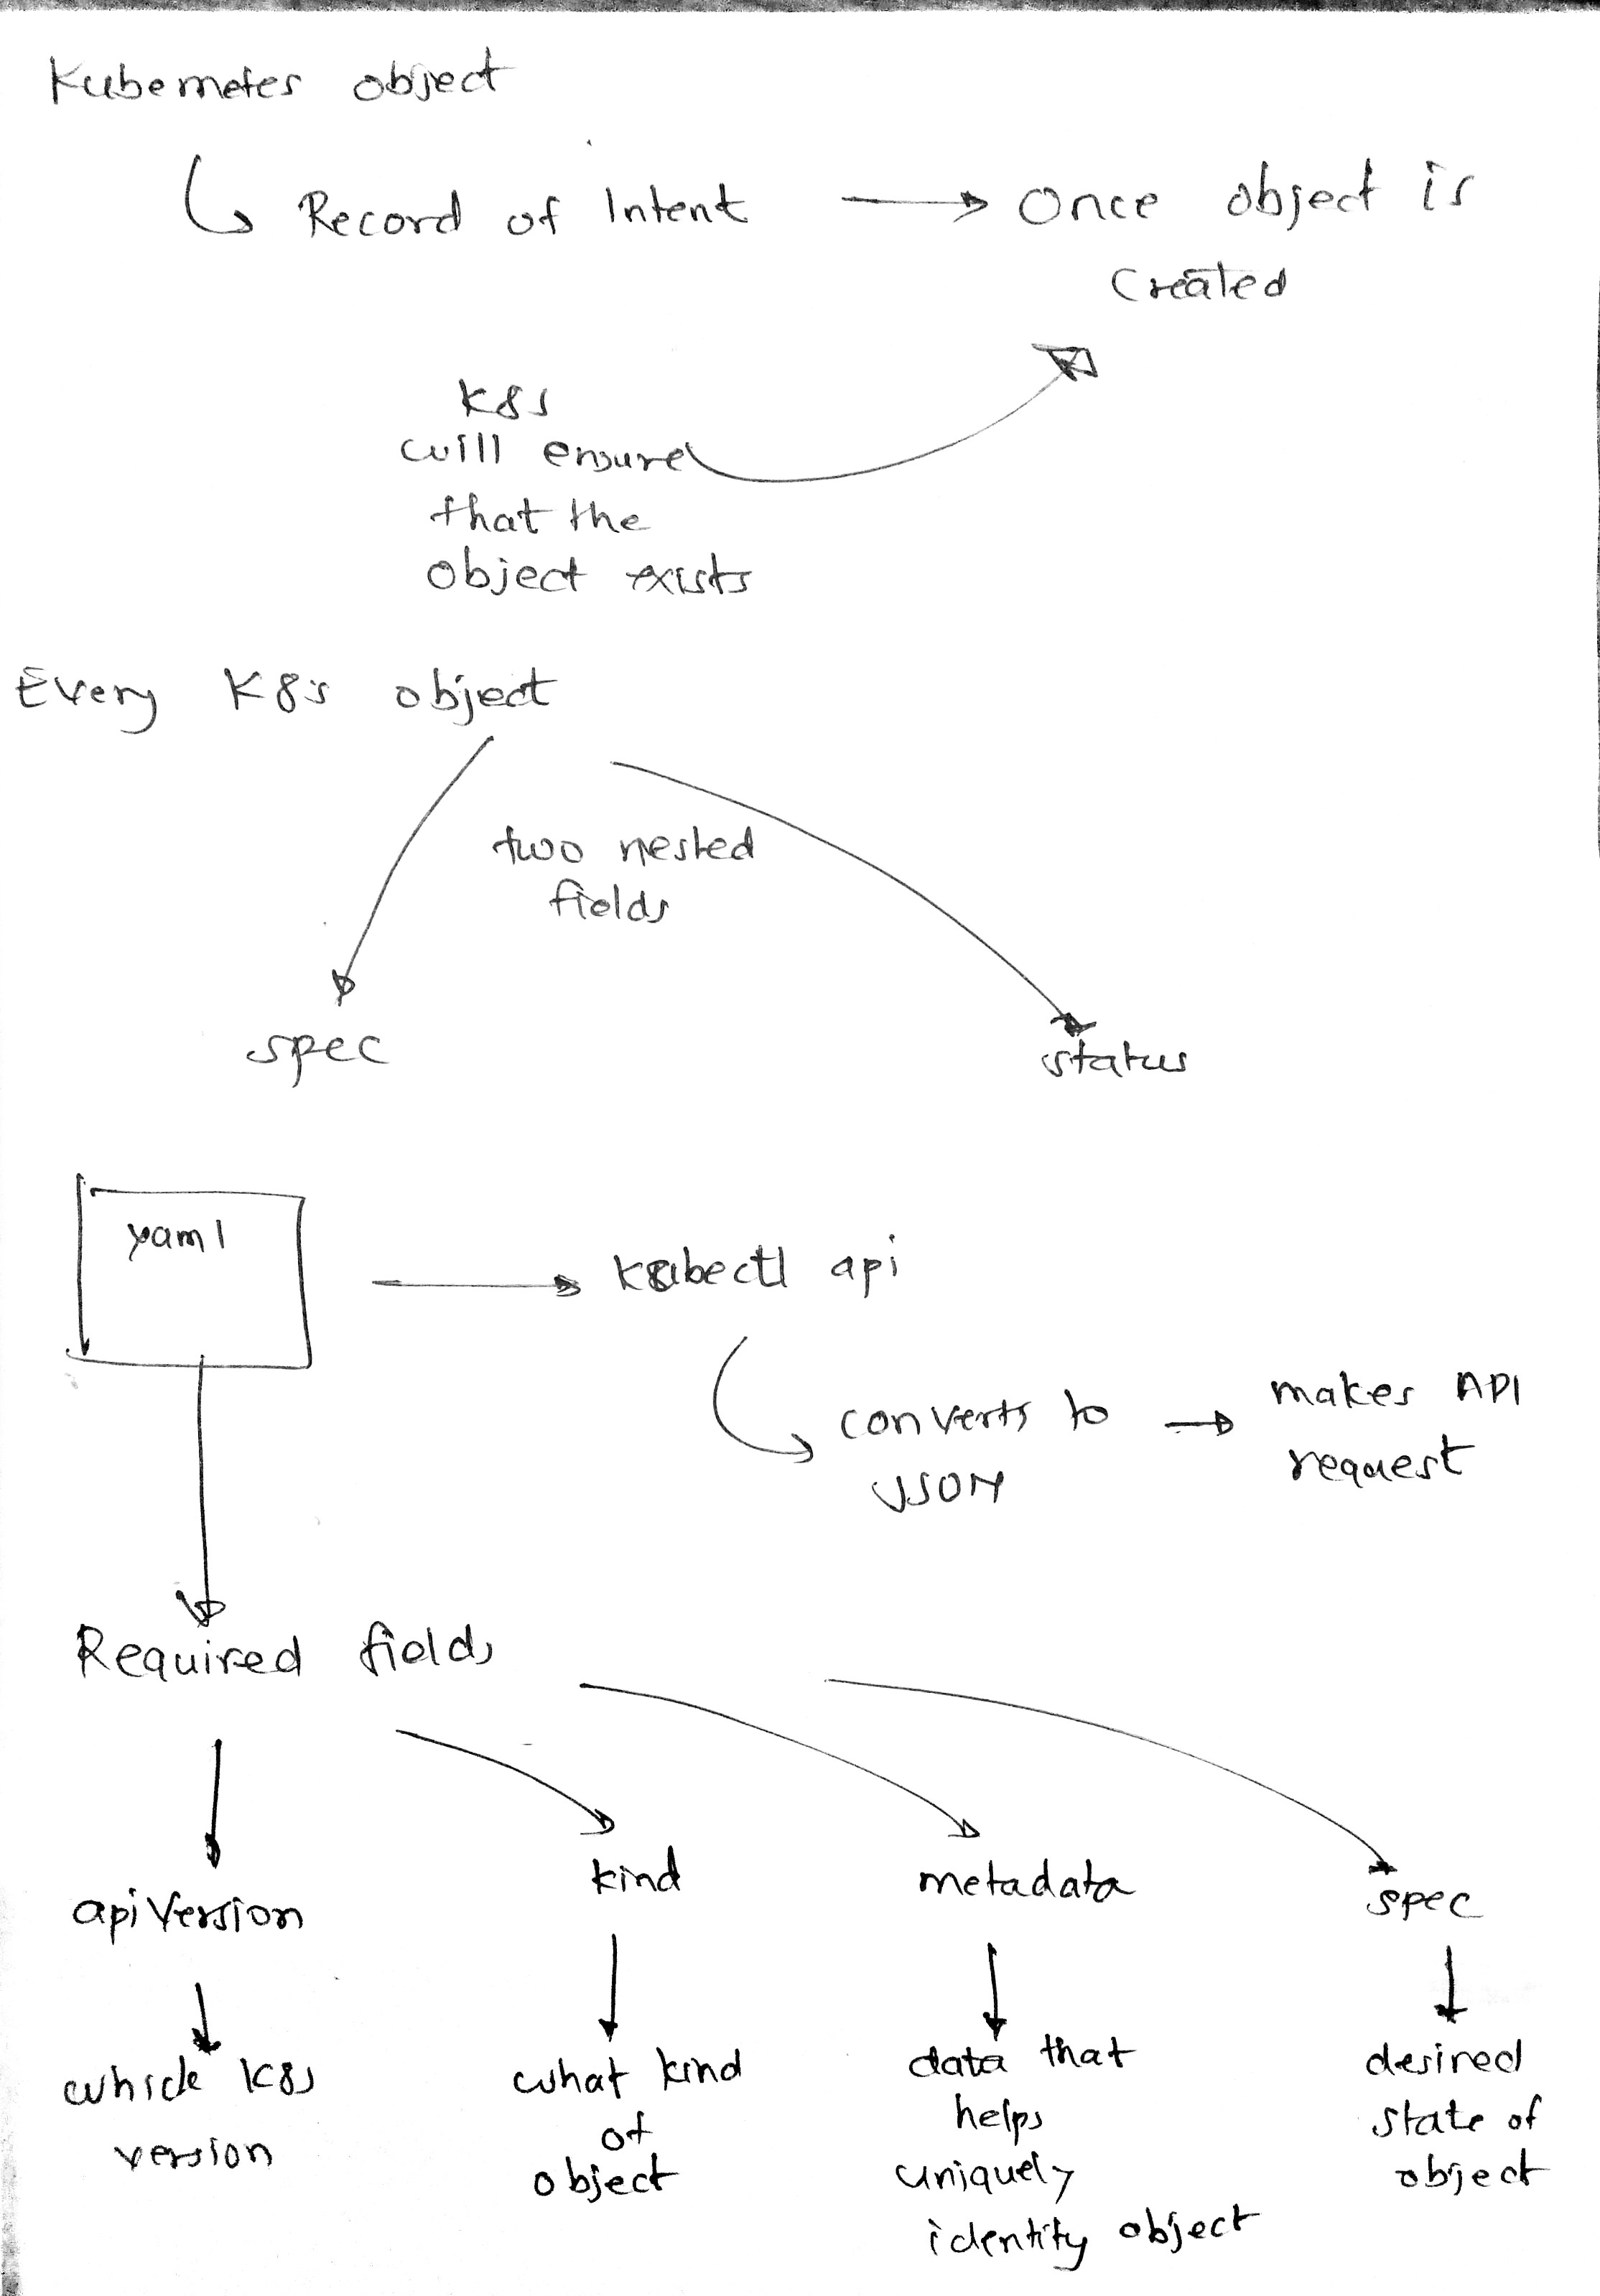 Kubernetes object
Record of Intent → Once object is
Created
K8s
will ensure
that the
object exists
Every K8s object
two nested
fields
spec
status
yaml
kubectl api
converts to → makes API
JSON request
Required fields
apiVersion kind metadata spec
which K8s
version
what kind
of
object
data that
helps
uniquely
identity object
desired
state of
object